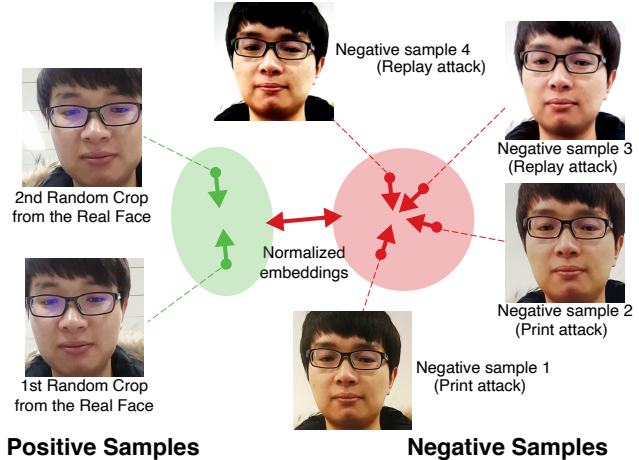 Negative sample 4
(Replay attack)
Negative sample 3
(Replay attack)
2nd Random Crop
from the Real Face
Normalized
embeddings
Negative sample 2
(Print attack)
Negative sample 1
(Print attack)
1st Random Crop
from the Real Face
Positive Samples
Negative Samples